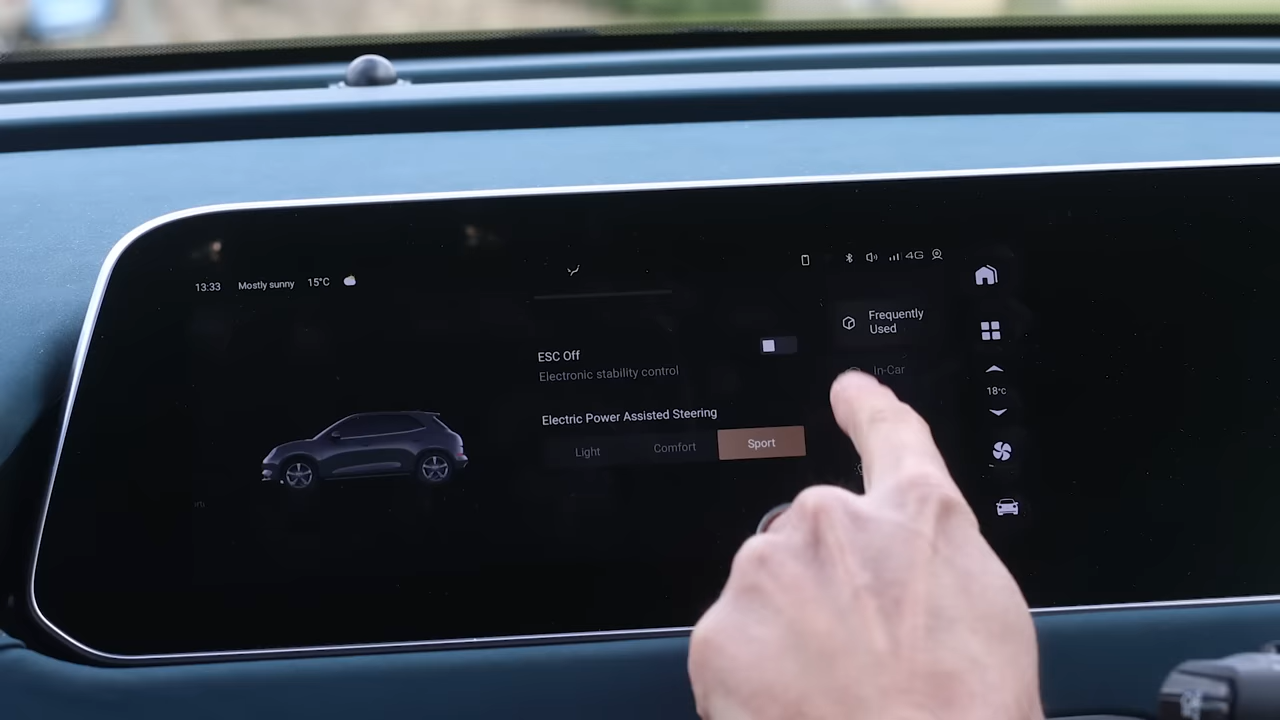 13:33 Mostly sunny 15°C
4G
ESC Off
Electronic stability control
Electric Power Assisted Steering
Light Comfort Sport
Frequently
Used
In-Car
18°C